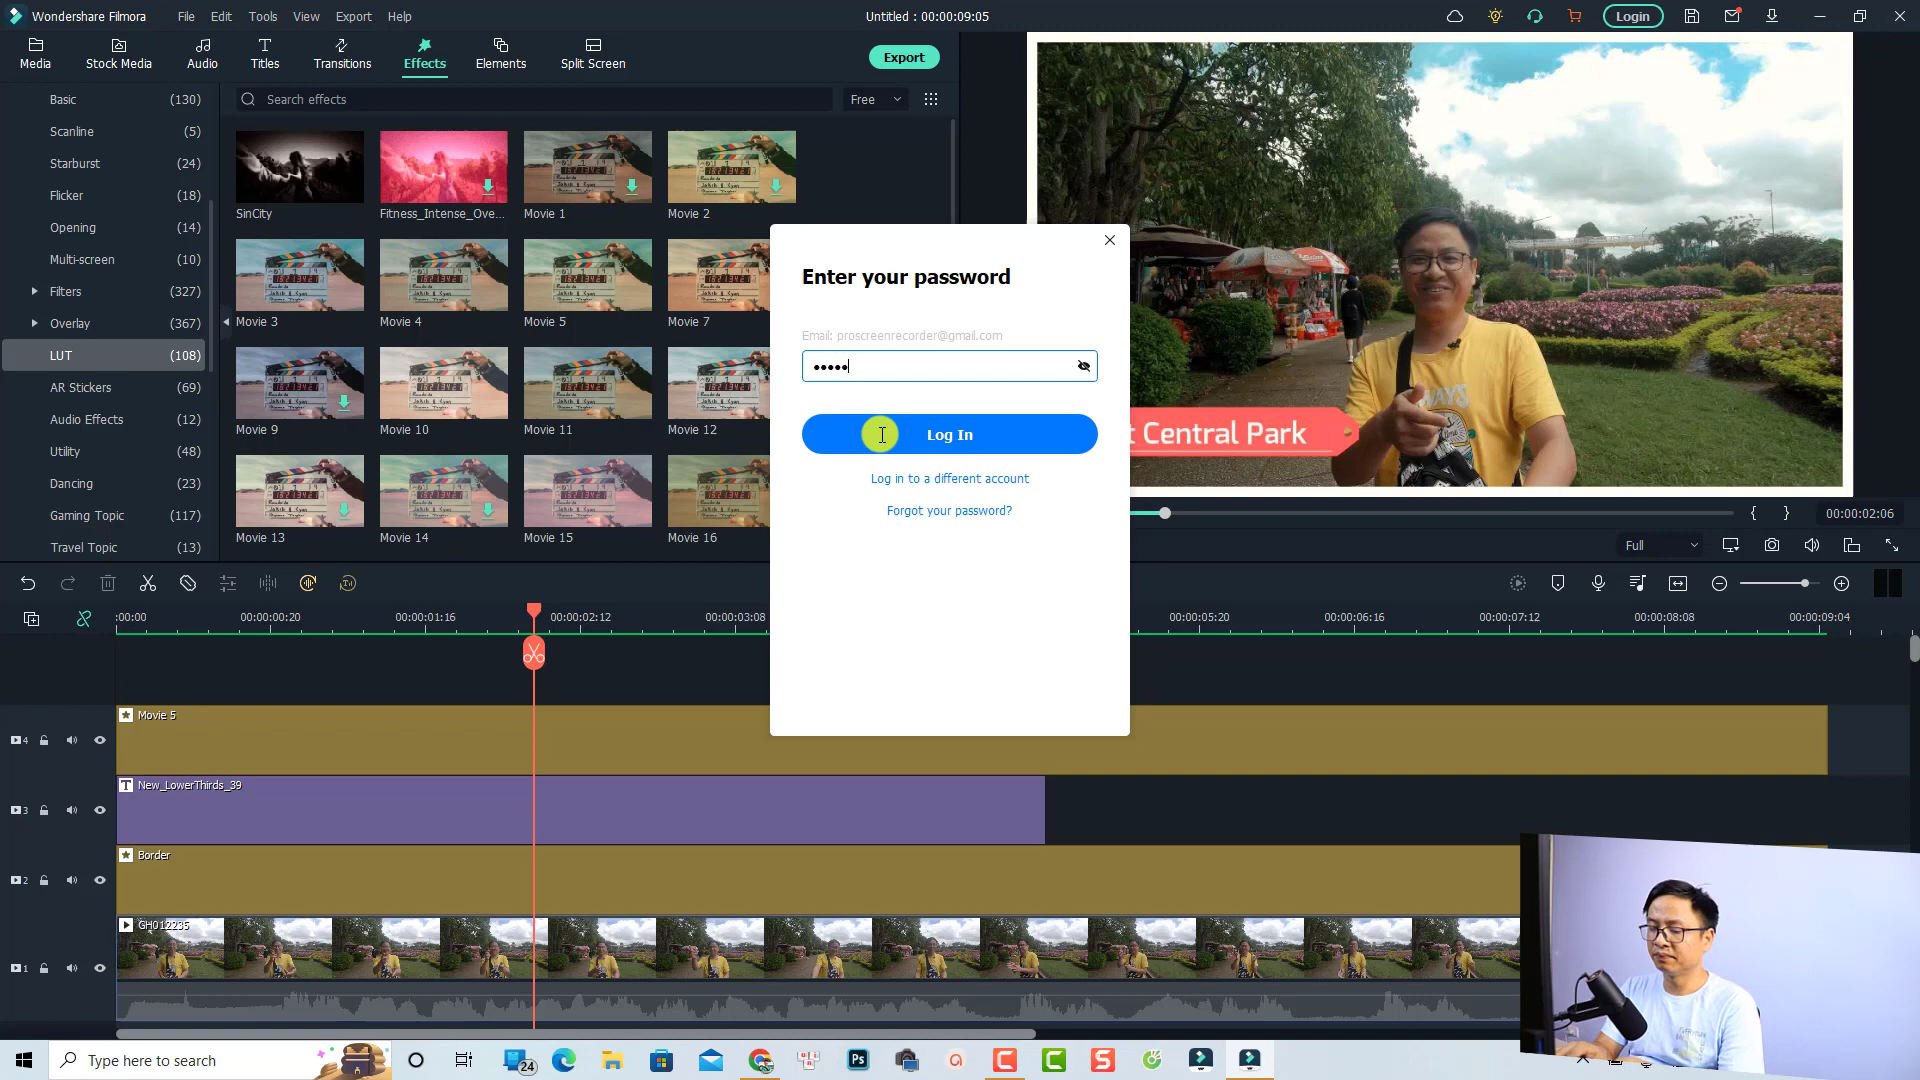 Wondershare Filmora File Edit Tools View Export Help Untitled : 00:00:09:05 Login
Media Stock Media Audio Titles Transitions Effects Elements Split Screen Export
Basic (130)
Scanline (5)
Starburst (24)
Flicker (18)
Opening (14)
Multi-screen (10)
Filters (327)
Overlay (367)
LUT (108)
AR Stickers (69)
Audio Effects (12)
Utility (48)
Dancing (23)
Gaming Topic (117)
Travel Topic (13)
Search effects Free
SinCity Fitness_Intense_Ove... Movie 1 Movie 2
Movie 3 Movie 4 Movie 5 Movie 7
Movie 9 Movie 10 Movie 11 Movie 12
Movie 13 Movie 14 Movie 15 Movie 16
Enter your password
Email: proscreenrecorder@gmail.com
•••••
Log In
Log in to a different account
Forgot your password?
t Central Park
00:00:02:06
Full
:00:00 00:00:00:20 00:00:01:16 00:00:02:12 00:00:03:08 00:00:05:20 00:00:06:16 00:00:07:12 00:00:08:08 00:00:09:04
4 Movie 5
3 New_LowerThirds_39
2 Border
1 GH012235
Type here to search
24
Ps